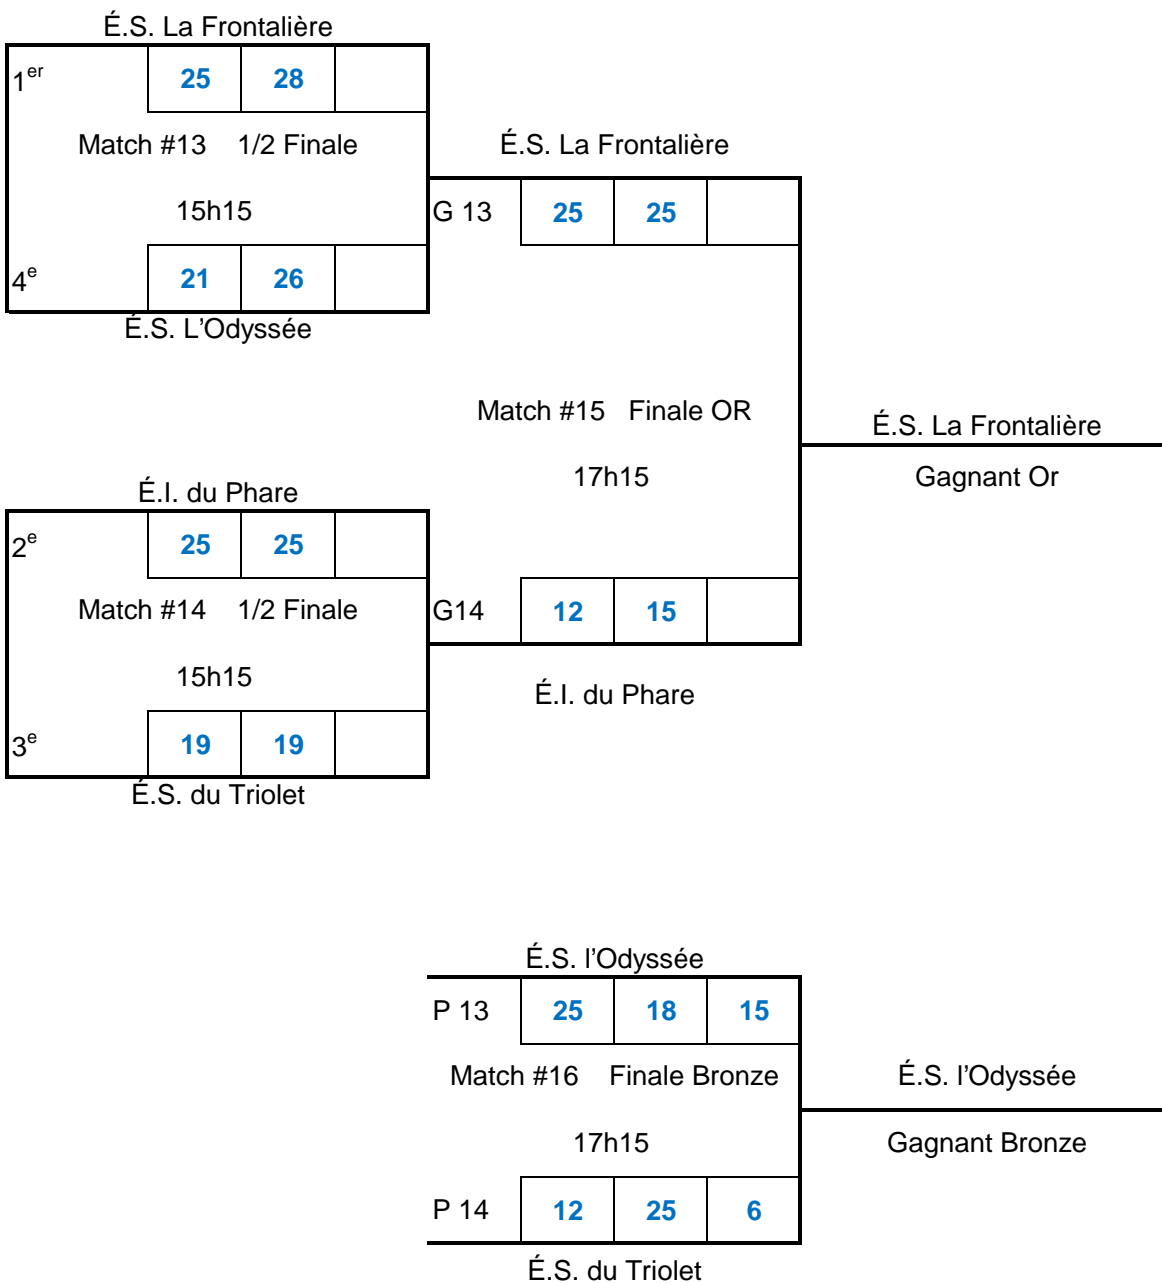 É.S. La Frontalière
1er 25 28
Match #13 1/2 Finale
15h15
4e 21 26
É.S. L'Odyssée
É.S. La Frontalière
G 13 25 25
Match #15 Finale OR
17h15
É.S. La Frontalière
Gagnant Or
É.I. du Phare
2e 25 25
Match #14 1/2 Finale
15h15
3e 19 19
É.S. du Triolet
G14 12 15
É.I. du Phare
É.S. l'Odyssée
P 13 25 18 15
Match #16 Finale Bronze
17h15
P 14 12 25 6
É.S. du Triolet
É.S. l'Odyssée
Gagnant Bronze